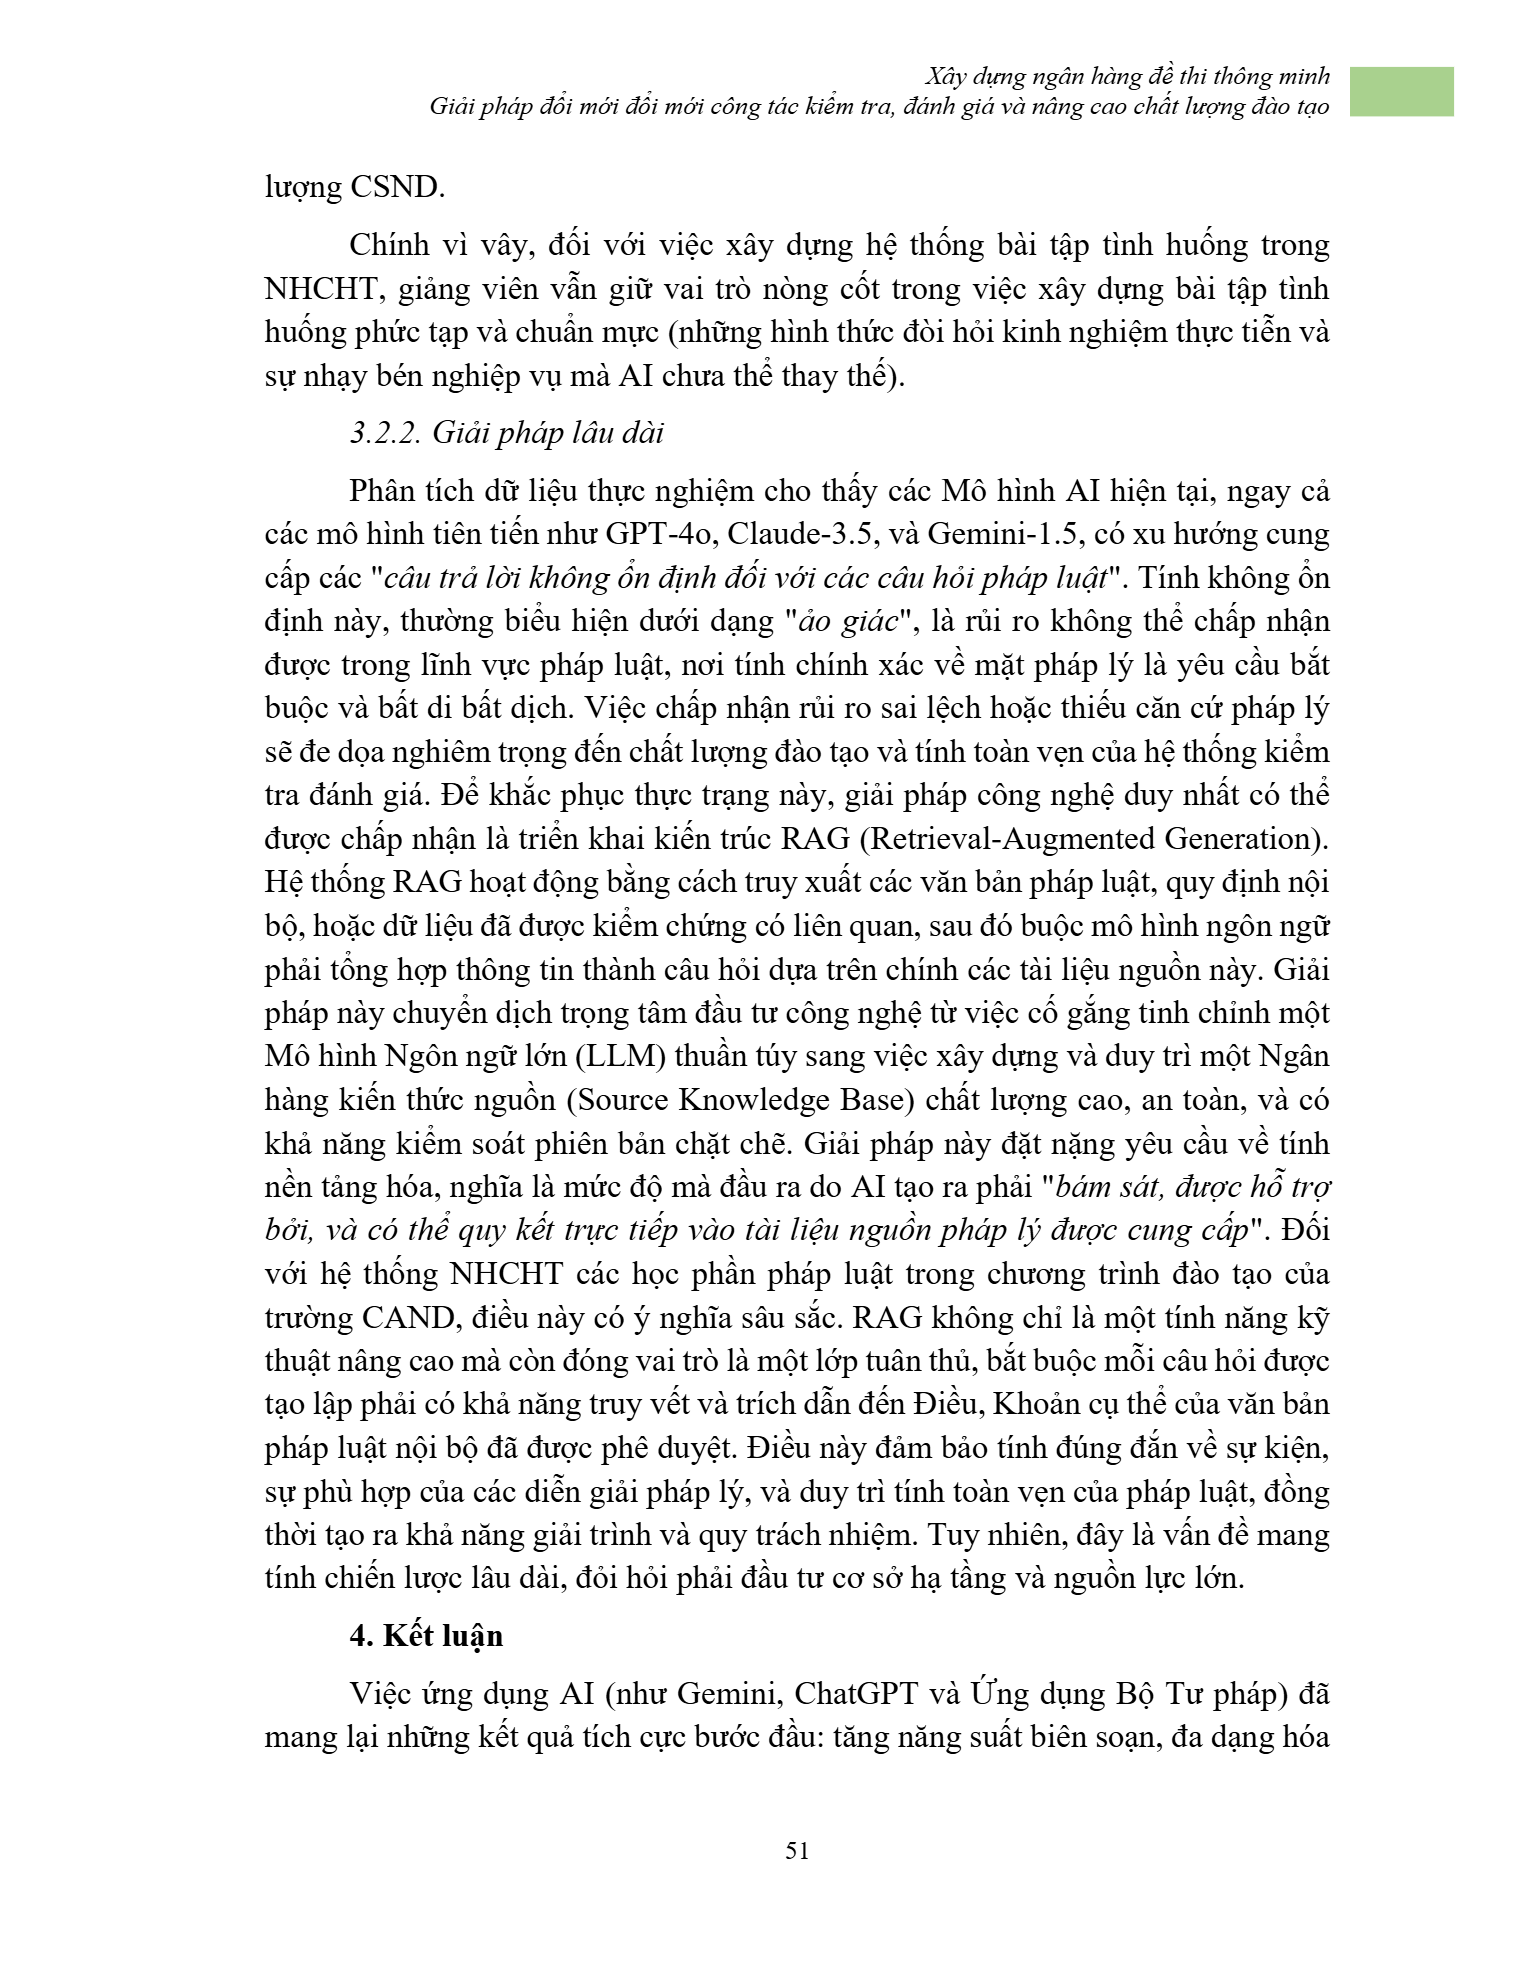 Xây dựng ngân hàng đề thi thông minh
Giải pháp đổi mới đổi mới công tác kiểm tra, đánh giá và nâng cao chất lượng đào tạo
lượng CSND.
Chính vì vây, đối với việc xây dựng hệ thống bài tập tình huống trong
NHCHT, giảng viên vẫn giữ vai trò nòng cốt trong việc xây dựng bài tập tình
huống phức tạp và chuẩn mực (những hình thức đòi hỏi kinh nghiệm thực tiễn và
sự nhạy bén nghiệp vụ mà AI chưa thể thay thế).
3.2.2. Giải pháp lâu dài
Phân tích dữ liệu thực nghiệm cho thấy các Mô hình AI hiện tại, ngay cả
các mô hình tiên tiến như GPT-4o, Claude-3.5, và Gemini-1.5, có xu hướng cung
cấp các "câu trả lời không ổn định đối với các câu hỏi pháp luật". Tính không ổn
định này, thường biểu hiện dưới dạng "ảo giác", là rủi ro không thể chấp nhận
được trong lĩnh vực pháp luật, nơi tính chính xác về mặt pháp lý là yêu cầu bắt
buộc và bất di bất dịch. Việc chấp nhận rủi ro sai lệch hoặc thiếu căn cứ pháp lý
sẽ đe dọa nghiêm trọng đến chất lượng đào tạo và tính toàn vẹn của hệ thống kiểm
tra đánh giá. Để khắc phục thực trạng này, giải pháp công nghệ duy nhất có thể
được chấp nhận là triển khai kiến trúc RAG (Retrieval-Augmented Generation).
Hệ thống RAG hoạt động bằng cách truy xuất các văn bản pháp luật, quy định nội
bộ, hoặc dữ liệu đã được kiểm chứng có liên quan, sau đó buộc mô hình ngôn ngữ
phải tổng hợp thông tin thành câu hỏi dựa trên chính các tài liệu nguồn này. Giải
pháp này chuyển dịch trọng tâm đầu tư công nghệ từ việc cố gắng tinh chỉnh một
Mô hình Ngôn ngữ lớn (LLM) thuần túy sang việc xây dựng và duy trì một Ngân
hàng kiến thức nguồn (Source Knowledge Base) chất lượng cao, an toàn, và có
khả năng kiểm soát phiên bản chặt chẽ. Giải pháp này đặt nặng yêu cầu về tính
nền tảng hóa, nghĩa là mức độ mà đầu ra do AI tạo ra phải "bám sát, được hỗ trợ
bởi, và có thể quy kết trực tiếp vào tài liệu nguồn pháp lý được cung cấp". Đối
với hệ thống NHCHT các học phần pháp luật trong chương trình đào tạo của
trường CAND, điều này có ý nghĩa sâu sắc. RAG không chỉ là một tính năng kỹ
thuật nâng cao mà còn đóng vai trò là một lớp tuân thủ, bắt buộc mỗi câu hỏi được
tạo lập phải có khả năng truy vết và trích dẫn đến Điều, Khoản cụ thể của văn bản
pháp luật nội bộ đã được phê duyệt. Điều này đảm bảo tính đúng đắn về sự kiện,
sự phù hợp của các diễn giải pháp lý, và duy trì tính toàn vẹn của pháp luật, đồng
thời tạo ra khả năng giải trình và quy trách nhiệm. Tuy nhiên, đây là vấn đề mang
tính chiến lược lâu dài, đỏi hỏi phải đầu tư cơ sở hạ tầng và nguồn lực lớn.
4. Kết luận
Việc ứng dụng AI (như Gemini, ChatGPT và Ứng dụng Bộ Tư pháp) đã
mang lại những kết quả tích cực bước đầu: tăng năng suất biên soạn, đa dạng hóa
51